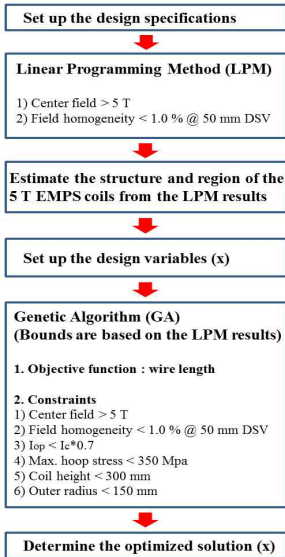 Set up the design specifications
Linear Programming Method (LPM)
1) Center field > 5 T
2) Field homogeneity < 1.0 % @ 50 mm DSV
Estimate the structure and region of the
5 T EMPS coils from the LPM results
Set up the design variables (x)
Genetic Algorithm (GA)
(Bounds are based on the LPM results)
1. Objective function : wire length
2. Constraints
1) Center field > 5 T
2) Field homogeneity < 1.0 % @ 50 mm DSV
3) Iop < Ic*0.7
4) Max. hoop stress < 350 Mpa
5) Coil height < 300 mm
6) Outer radius < 150 mm
Determine the optimized solution (x)